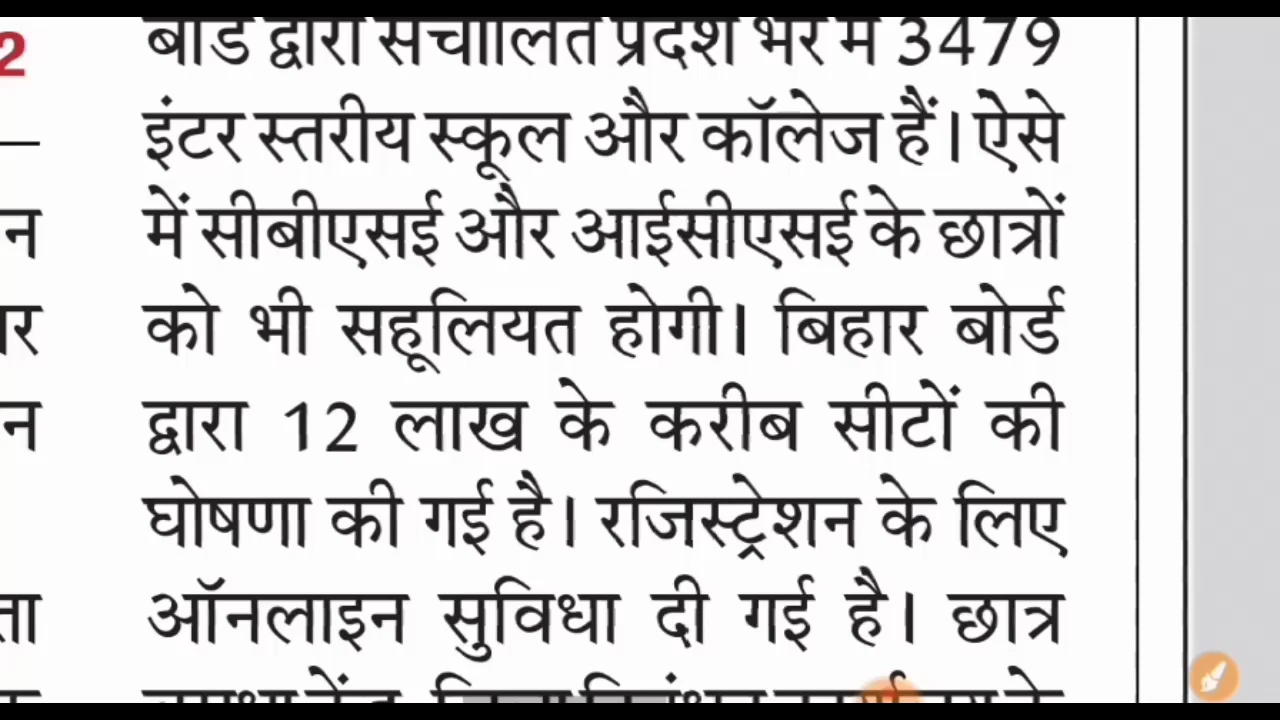 2
बोर्ड द्वारा संचालित प्रदेश भर में 3479
इंटर स्तरीय स्कूल और कॉलेज हैं। ऐसे
में सीबीएसई और आईसीएसई के छात्रों
को भी सहूलियत होगी। बिहार बोर्ड
द्वारा 12 लाख के करीब सीटों की
घोषणा की गई है। रजिस्ट्रेशन के लिए
ऑनलाइन सुविधा दी गई है। छात्र